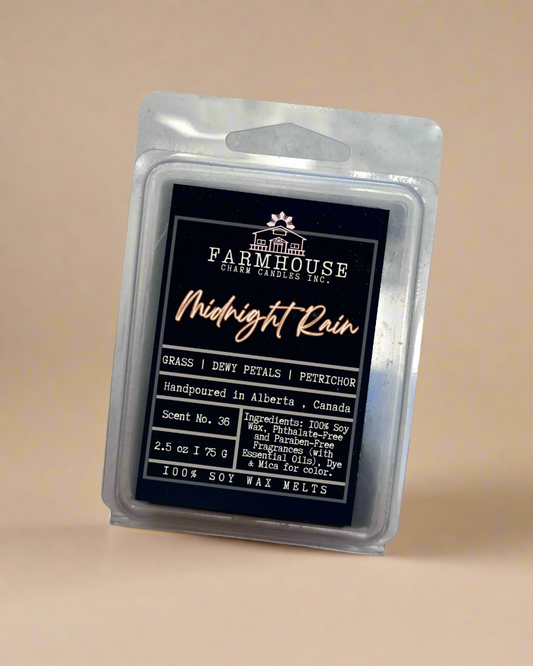 FARMHOUSE
CHARM CANDLES INC.
Midnight Rain
GRASS | DEWY PETALS | PETRICHOR
Handpoured in Alberta , Canada
Scent No. 36
2.5 oz I 75 G
Ingredients: 100% Soy
Wax, Phthalate-Free
and Paraben-Free
Fragrances (with
Essential Oils), Dye
& Mica for color.
100% SOY WAX MELTS